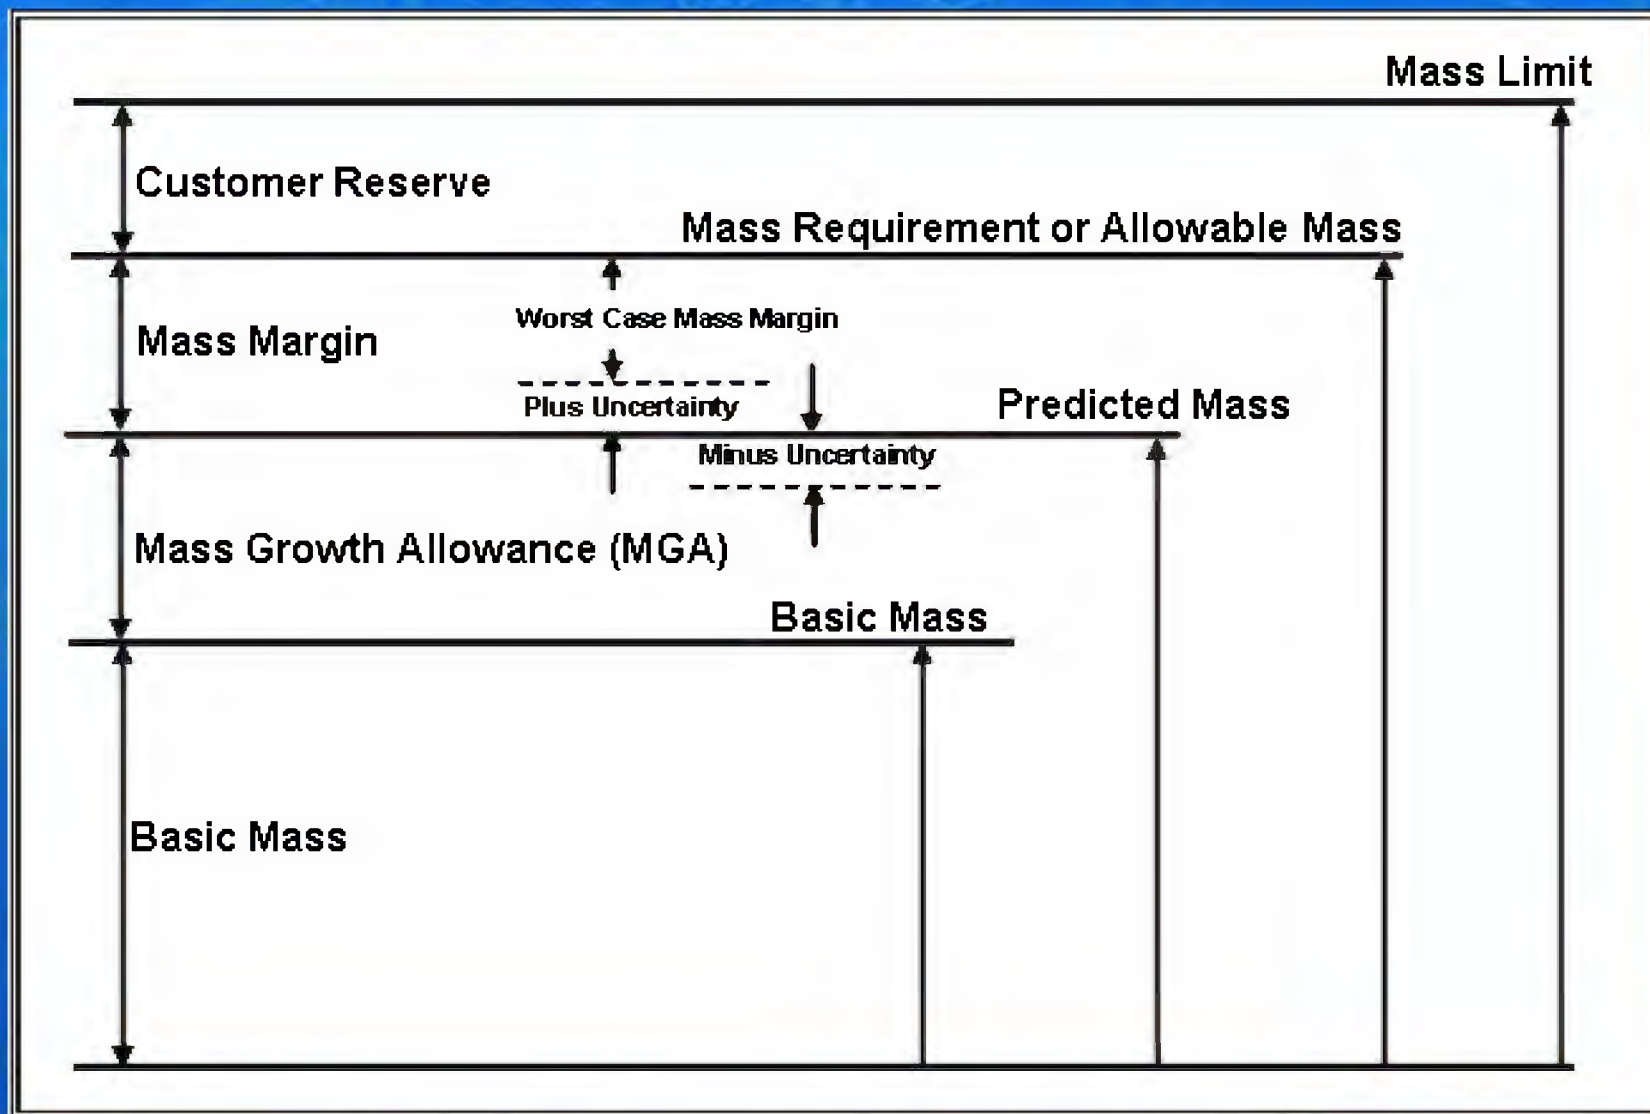 Mass Limit
Customer Reserve
Mass Requirement or Allowable Mass
Worst Case Mass Margin
Mass Margin
Plus Uncertainty
Predicted Mass
Minus Uncertainty
Mass Growth Allowance (MGA)
Basic Mass
Basic Mass